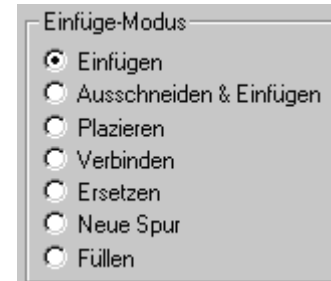 Einfüge-Modus
Einfügen
Ausschneiden & Einfügen
Plazieren
Verbinden
Ersetzen
Neue Spur
Füllen